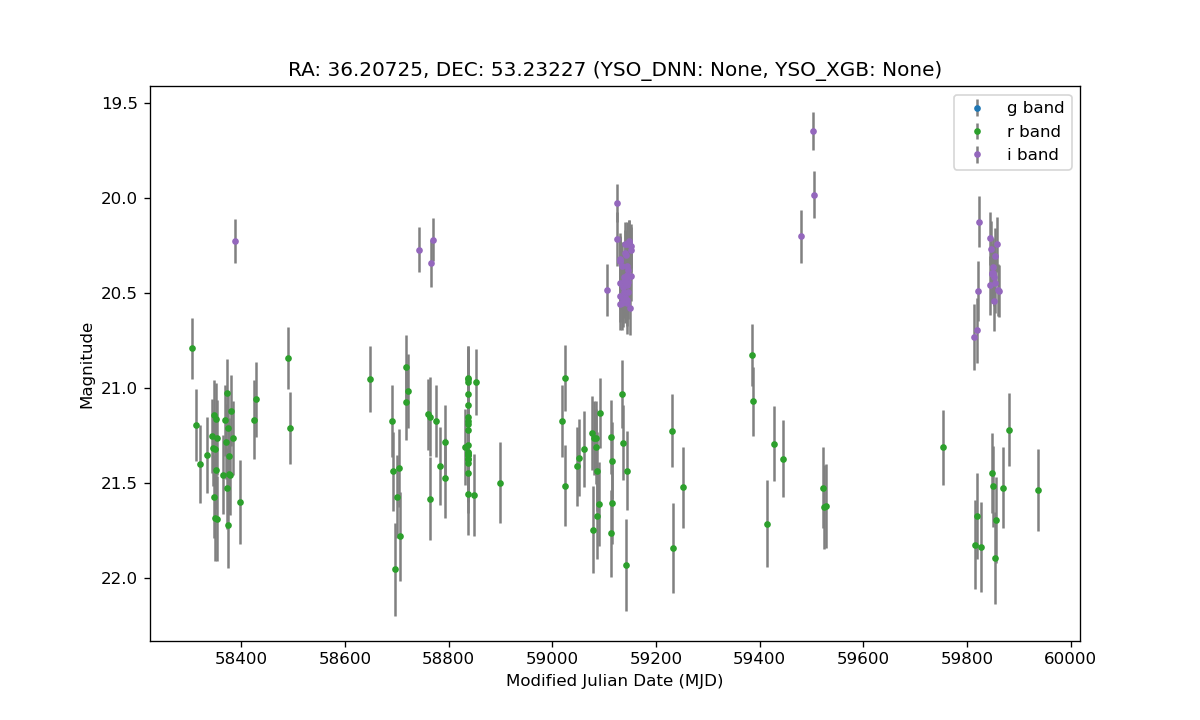 RA: 36.20725, DEC: 53.23227 (YSO_DNN: None, YSO_XGB: None)
g band
r band
i band
19.5
20.0
20.5
21.0
21.5
22.0
Magnitude
58400 58600 58800 59000 59200 59400 59600 59800 60000
Modified Julian Date (MJD)